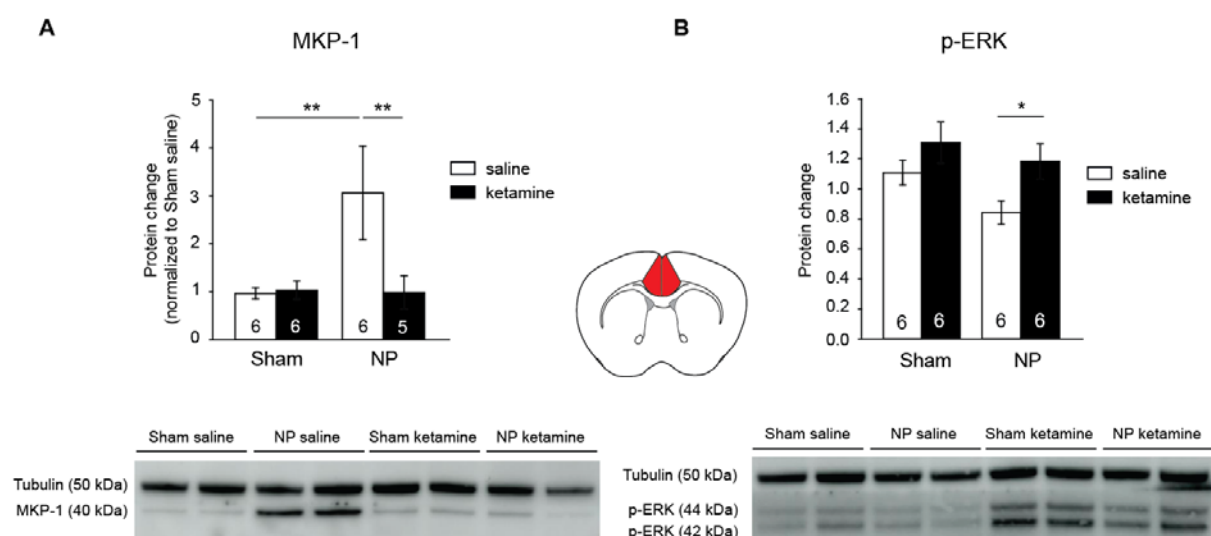 A
MKP-1
Protein change
(normalized to Sham saline)
5
4
3
2
1
0
**
**
6
6
6
5
Sham
NP
saline
ketamine
Sham saline
NP saline
Sham ketamine
NP ketamine
Tubulin (50 kDa)
MKP-1 (40 kDa)
B
p-ERK
Protein change
1.6
1.4
1.2
1.0
0.8
0.6
0.4
0.2
0.0
*
6
6
6
6
Sham
NP
saline
ketamine
Sham saline
NP saline
Sham ketamine
NP ketamine
Tubulin (50 kDa)
p-ERK (44 kDa)
p-ERK (42 kDa)